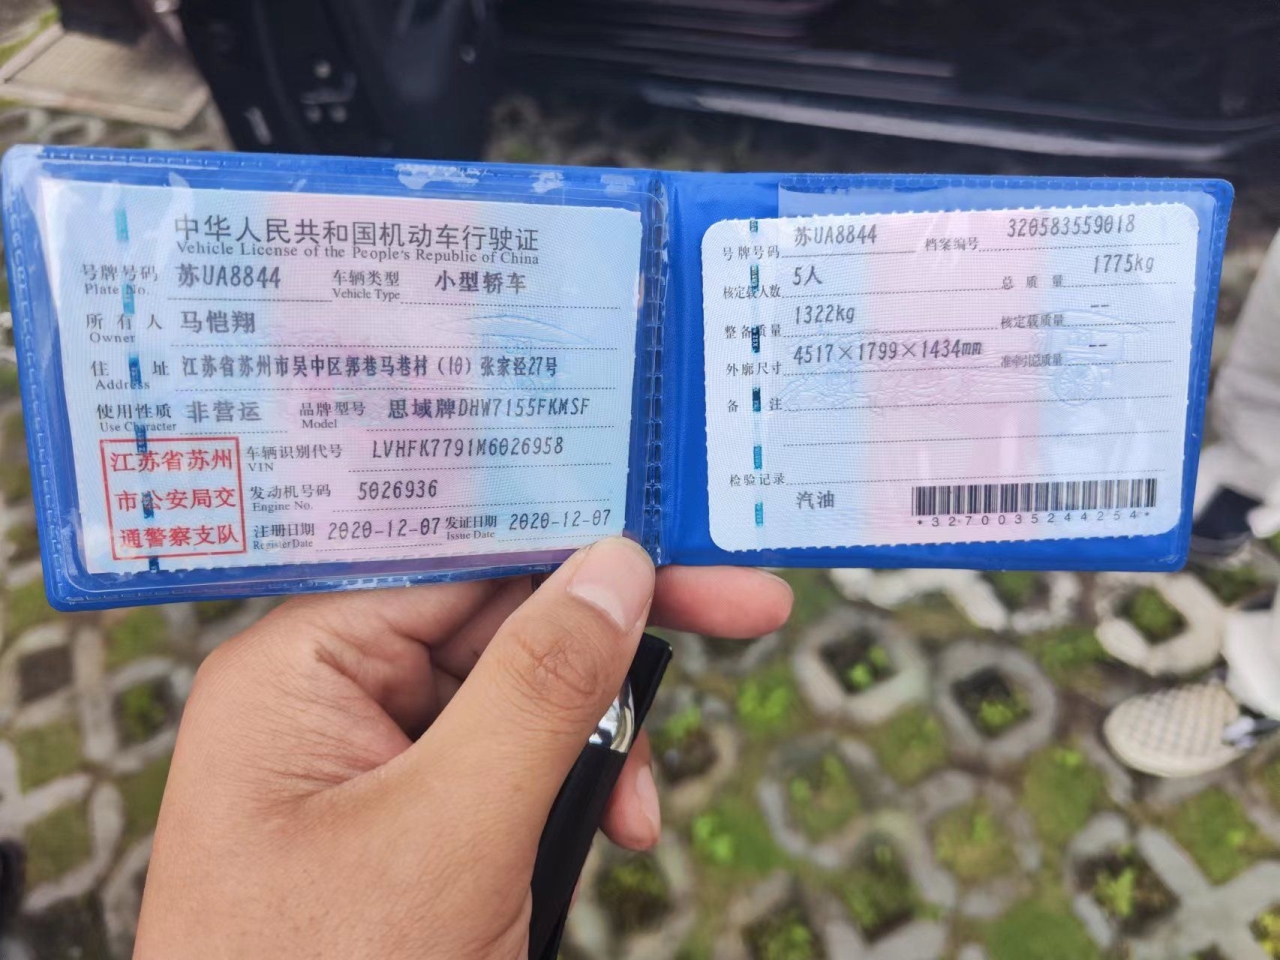 中华人民共和国机动车行驶证
Vehicle License of the People's Republic of China
号牌号码 苏UA8844 车辆类型 小型轿车
Plate No. Vehicle Type
所有人 马恺翔
Owner
住址 江苏省苏州市吴中区郭巷马巷村（10）张家泾27号
Address
使用性质 非营运 品牌型号 思域牌DHW7155FKMSF
Use Character Model
江苏省苏州
市公安局交
通警察支队
车辆识别代号 LVHFK7791M6026958
VIN
发动机号码 5026936
Engine No.
注册日期 2020-12-07 发证日期 2020-12-07
Register Date Issue Date
号牌号码 苏UA8844 档案编号 320583559018
核定载人数 5人 总质量 1775kg
整备质量 1322kg 核定载质量 --
外廓尺寸 4517×1799×1434mm 准牵引总质量 --
备注
检验记录
汽油
*3270035244254*